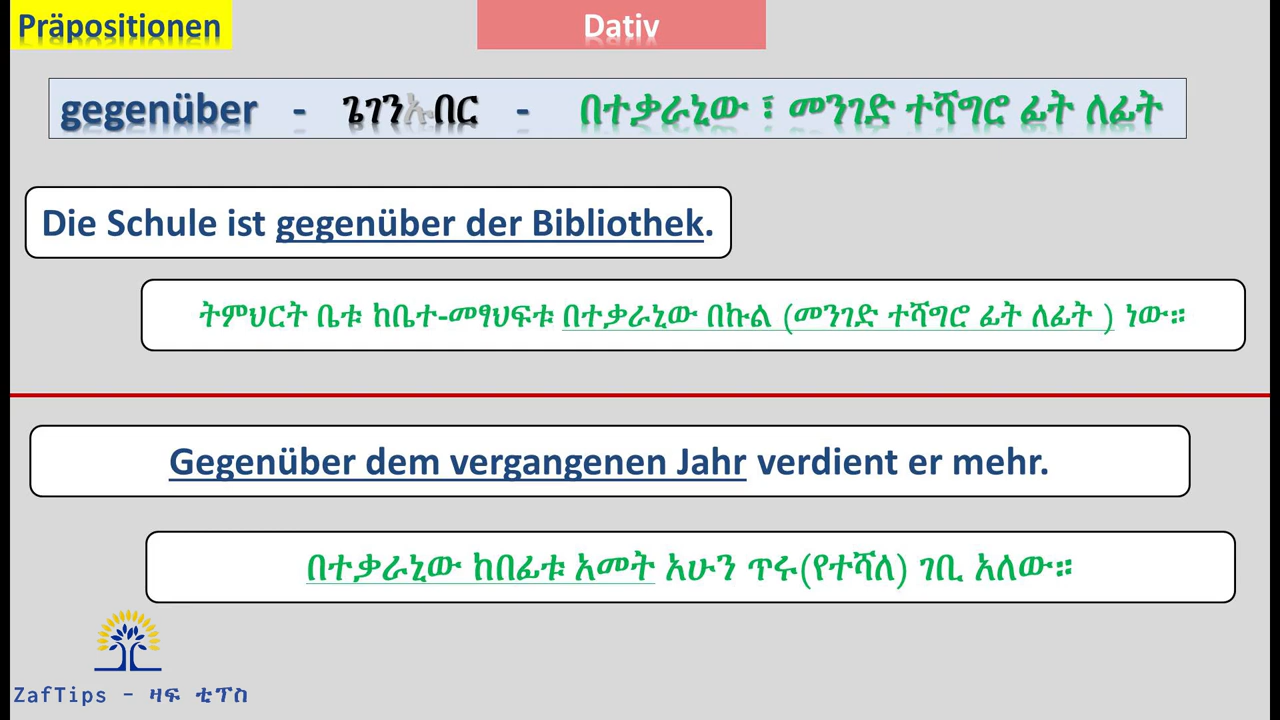 Präpositionen
Dativ
gegenüber - ጌገንኡበር - በተቃራኒው ፣ መንገድ ተሻግሮ ፊት ለፊት
Die Schule ist gegenüber der Bibliothek.
ትምህርት ቤቱ ከቤተ-መፃህፍቱ በተቃራኒው በኩል (መንገድ ተሻግሮ ፊት ለፊት ) ነው።
Gegenüber dem vergangenen Jahr verdient er mehr.
በተቃራኒው ከበፊቱ አመት አሁን ጥሩ(የተሻለ) ገቢ አለው።
ZafTips - ዛፍ ቲፕስ